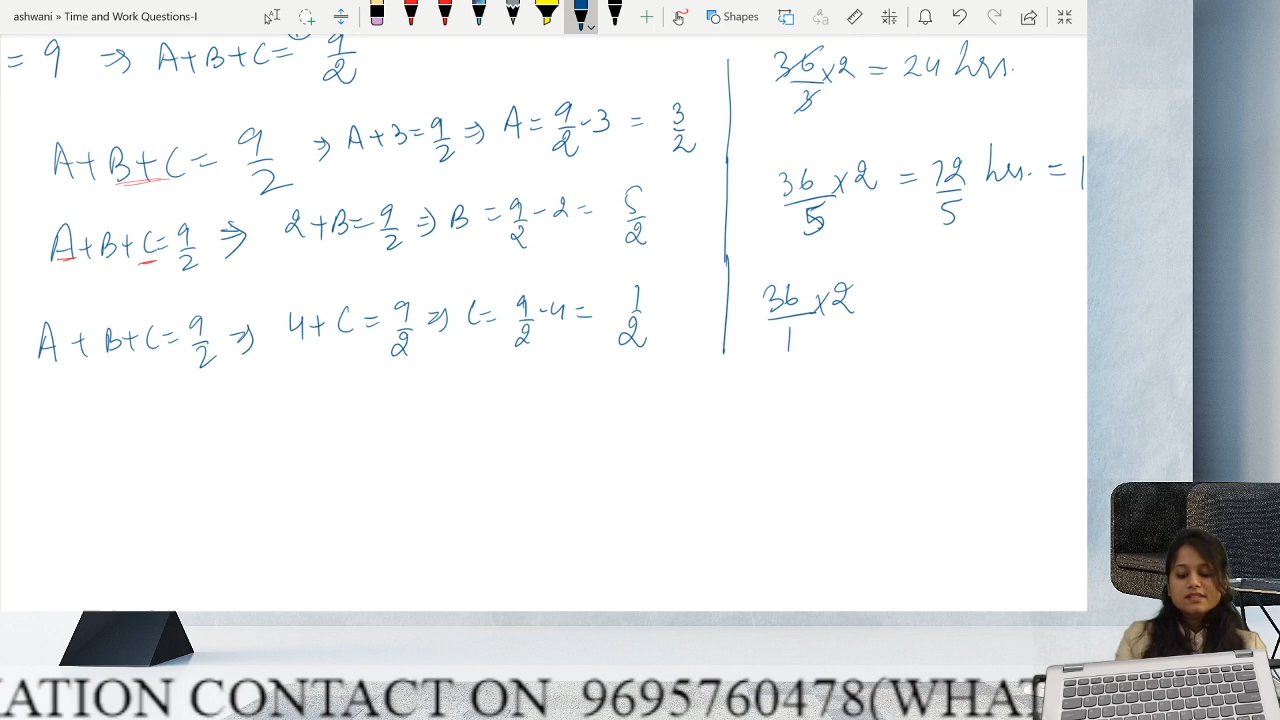 ashwani » Time and Work Questions-I
Shapes
= 9 ⇒ A+B+C = 9/2
36/3 × 2 = 24 hrs.
A+B+C = 9/2 ⇒ A+3 = 9/2 ⇒ A = 9/2 - 3 = 3/2
36/5 × 2 = 72/5 hr. = 1
A+B+C = 9/2 ⇒ 2+B = 9/2 ⇒ B = 9/2 - 2 = 5/2
A + B+C = 9/2 ⇒ 4+C = 9/2 ⇒ C = 9/2 - 4 = 1/2
36/1 × 2
ATION CONTACT ON 9695760478(WHAT